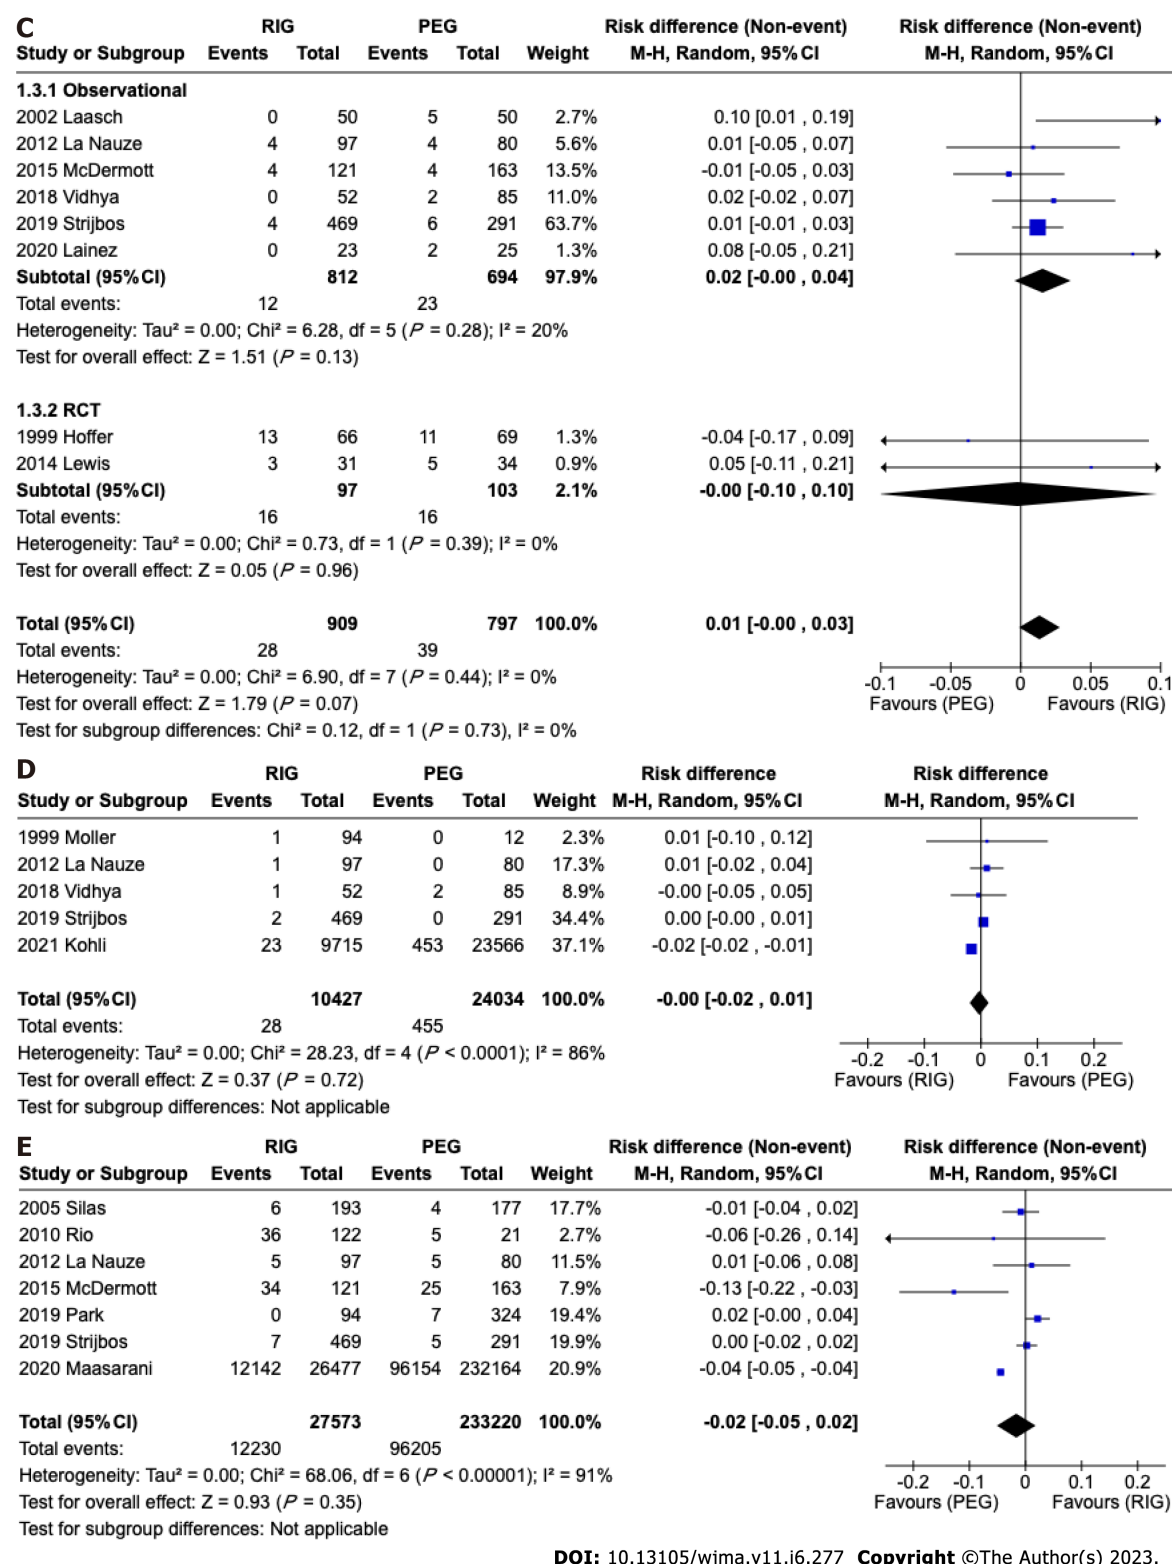 C RIG PEG Risk difference (Non-event) Risk difference (Non-event)
Study or Subgroup Events Total Events Total Weight M-H, Random, 95%CI M-H, Random, 95%CI
1.3.1 Observational
2002 Laasch 0 50 5 50 2.7% 0.10 [0.01 , 0.19]
2012 La Nauze 4 97 4 80 5.6% 0.01 [-0.05 , 0.07]
2015 McDermott 4 121 4 163 13.5% -0.01 [-0.05 , 0.03]
2018 Vidhya 0 52 2 85 11.0% 0.02 [-0.02 , 0.07]
2019 Strijbos 4 469 6 291 63.7% 0.01 [-0.01 , 0.03]
2020 Lainez 0 23 2 25 1.3% 0.08 [-0.05 , 0.21]
Subtotal (95%CI) 812 694 97.9% 0.02 [-0.00 , 0.04]
Total events: 12 23
Heterogeneity: Tau² = 0.00; Chi² = 6.28, df = 5 (P = 0.28); I² = 20%
Test for overall effect: Z = 1.51 (P = 0.13)
1.3.2 RCT
1999 Hoffer 13 66 11 69 1.3% -0.04 [-0.17 , 0.09]
2014 Lewis 3 31 5 34 0.9% 0.05 [-0.11 , 0.21]
Subtotal (95%CI) 97 103 2.1% -0.00 [-0.10 , 0.10]
Total events: 16 16
Heterogeneity: Tau² = 0.00; Chi² = 0.73, df = 1 (P = 0.39); I² = 0%
Test for overall effect: Z = 0.05 (P = 0.96)
Total (95%CI) 909 797 100.0% 0.01 [-0.00 , 0.03]
Total events: 28 39
Heterogeneity: Tau² = 0.00; Chi² = 6.90, df = 7 (P = 0.44); I² = 0%
-0.1 -0.05 0 0.05 0.1
Test for overall effect: Z = 1.79 (P = 0.07) Favours (PEG) Favours (RIG)
Test for subgroup differences: Chi² = 0.12, df = 1 (P = 0.73), I² = 0%
D RIG PEG Risk difference Risk difference
Study or Subgroup Events Total Events Total Weight M-H, Random, 95%CI M-H, Random, 95%CI
1999 Moller 1 94 0 12 2.3% 0.01 [-0.10 , 0.12]
2012 La Nauze 1 97 0 80 17.3% 0.01 [-0.02 , 0.04]
2018 Vidhya 1 52 2 85 8.9% -0.00 [-0.05 , 0.05]
2019 Strijbos 2 469 0 291 34.4% 0.00 [-0.00 , 0.01]
2021 Kohli 23 9715 453 23566 37.1% -0.02 [-0.02 , -0.01]
Total (95%CI) 10427 24034 100.0% -0.00 [-0.02 , 0.01]
Total events: 28 455
Heterogeneity: Tau² = 0.00; Chi² = 28.23, df = 4 (P < 0.0001); I² = 86% -0.2 -0.1 0 0.1 0.2
Test for overall effect: Z = 0.37 (P = 0.72) Favours (RIG) Favours (PEG)
Test for subgroup differences: Not applicable
E RIG PEG Risk difference (Non-event) Risk difference (Non-event)
Study or Subgroup Events Total Events Total Weight M-H, Random, 95%CI M-H, Random, 95%CI
2005 Silas 6 193 4 177 17.7% -0.01 [-0.04 , 0.02]
2010 Rio 36 122 5 21 2.7% -0.06 [-0.26 , 0.14]
2012 La Nauze 5 97 5 80 11.5% 0.01 [-0.06 , 0.08]
2015 McDermott 34 121 25 163 7.9% -0.13 [-0.22 , -0.03]
2019 Park 0 94 7 324 19.4% 0.02 [-0.00 , 0.04]
2019 Strijbos 7 469 5 291 19.9% 0.00 [-0.02 , 0.02]
2020 Maasarani 12142 26477 96154 232164 20.9% -0.04 [-0.05 , -0.04]
Total (95%CI) 27573 233220 100.0% -0.02 [-0.05 , 0.02]
Total events: 12230 96205
Heterogeneity: Tau² = 0.00; Chi² = 68.06, df = 6 (P < 0.00001); I² = 91%
-0.2 -0.1 0 0.1 0.2
Test for overall effect: Z = 0.93 (P = 0.35) Favours (PEG) Favours (RIG)
Test for subgroup differences: Not applicable
DOI: 10.13105/wjma.v11.i6.277 Copyright ©The Author(s) 2023.